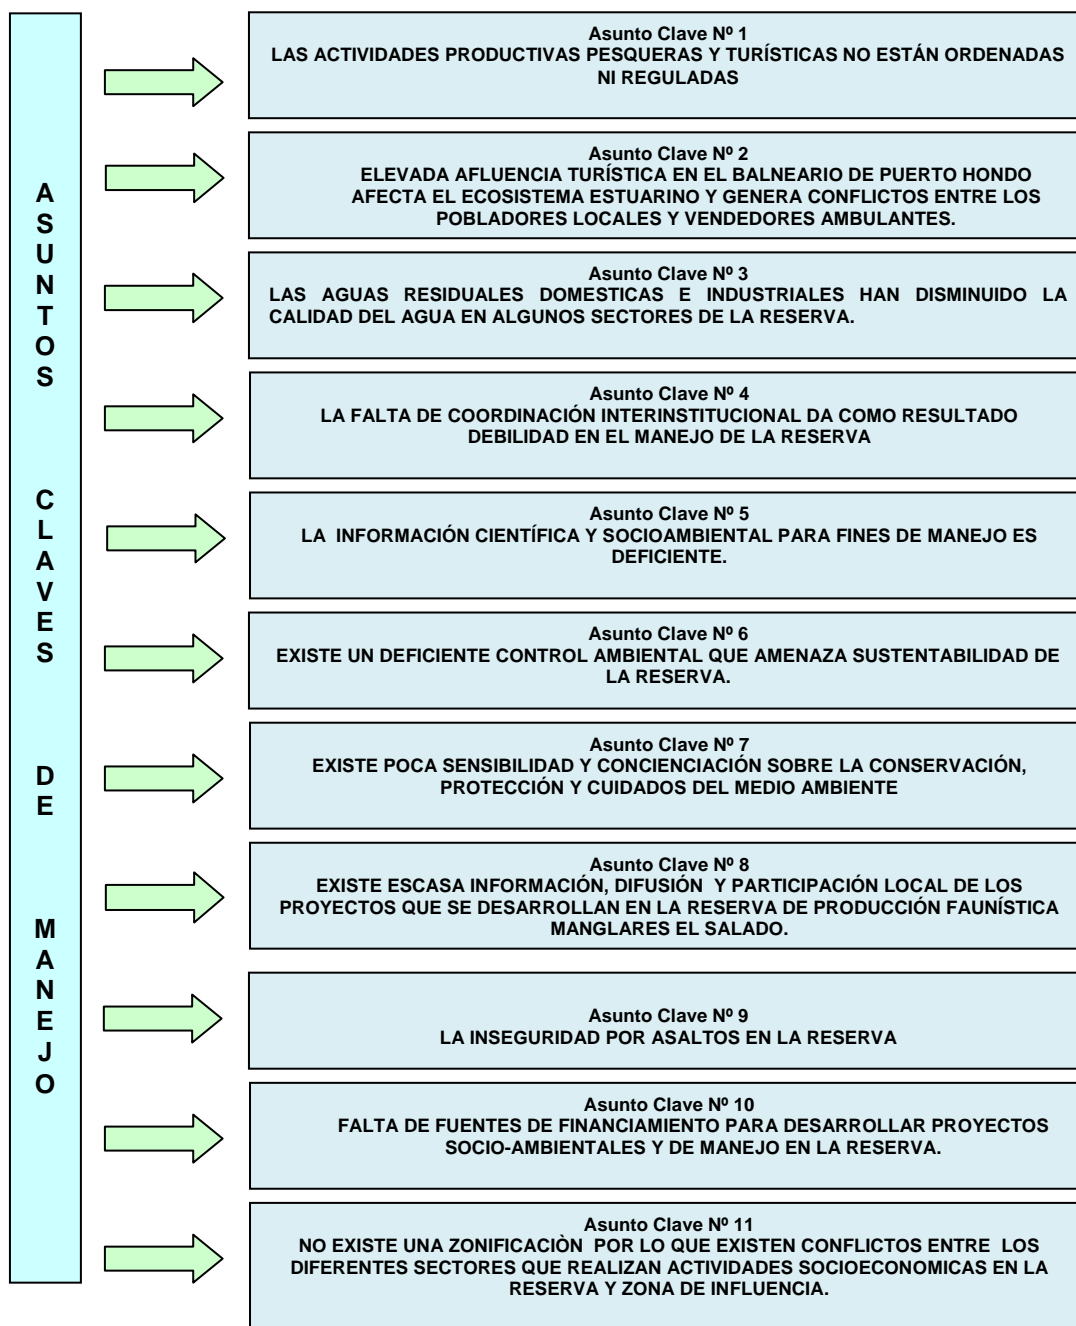 ASUNTOS CLAVES DE MANEJO
Asunto Clave Nº 1
LAS ACTIVIDADES PRODUCTIVAS PESQUERAS Y TURÍSTICAS NO ESTÁN ORDENADAS
NI REGULADAS
Asunto Clave Nº 2
ELEVADA AFLUENCIA TURÍSTICA EN EL BALNEARIO DE PUERTO HONDO
AFECTA EL ECOSISTEMA ESTUARINO Y GENERA CONFLICTOS ENTRE LOS
POBLADORES LOCALES Y VENDEDORES AMBULANTES.
Asunto Clave Nº 3
LAS AGUAS RESIDUALES DOMESTICAS E INDUSTRIALES HAN DISMINUIDO LA
CALIDAD DEL AGUA EN ALGUNOS SECTORES DE LA RESERVA.
Asunto Clave Nº 4
LA FALTA DE COORDINACIÓN INTERINSTITUCIONAL DA COMO RESULTADO
DEBILIDAD EN EL MANEJO DE LA RESERVA
Asunto Clave Nº 5
LA INFORMACIÓN CIENTÍFICA Y SOCIOAMBIENTAL PARA FINES DE MANEJO ES
DEFICIENTE.
Asunto Clave Nº 6
EXISTE UN DEFICIENTE CONTROL AMBIENTAL QUE AMENAZA SUSTENTABILIDAD DE
LA RESERVA.
Asunto Clave Nº 7
EXISTE POCA SENSIBILIDAD Y CONCIENCIACIÓN SOBRE LA CONSERVACIÓN,
PROTECCIÓN Y CUIDADOS DEL MEDIO AMBIENTE
Asunto Clave Nº 8
EXISTE ESCASA INFORMACIÓN, DIFUSIÓN Y PARTICIPACIÓN LOCAL DE LOS
PROYECTOS QUE SE DESARROLLAN EN LA RESERVA DE PRODUCCIÓN FAUNÍSTICA
MANGLARES EL SALADO.
Asunto Clave Nº 9
LA INSEGURIDAD POR ASALTOS EN LA RESERVA
Asunto Clave Nº 10
FALTA DE FUENTES DE FINANCIAMIENTO PARA DESARROLLAR PROYECTOS
SOCIO-AMBIENTALES Y DE MANEJO EN LA RESERVA.
Asunto Clave Nº 11
NO EXISTE UNA ZONIFICACIÒN POR LO QUE EXISTEN CONFLICTOS ENTRE LOS
DIFERENTES SECTORES QUE REALIZAN ACTIVIDADES SOCIOECONOMICAS EN LA
RESERVA Y ZONA DE INFLUENCIA.